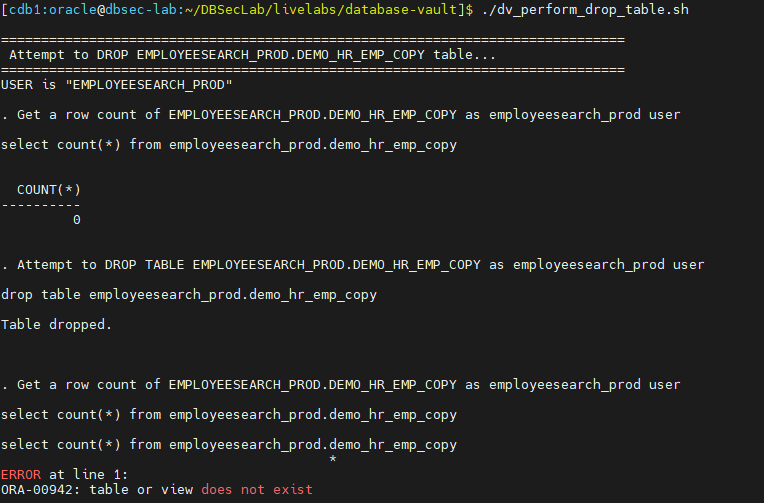 [cdb1:oracle@dbsec-lab:~/DBSecLab/livelabs/database-vault]$ ./dv_perform_drop_table.sh
==============================================================================
 Attempt to DROP EMPLOYEESEARCH_PROD.DEMO_HR_EMP_COPY table...
==============================================================================
USER is "EMPLOYEESEARCH_PROD"
. Get a row count of EMPLOYEESEARCH_PROD.DEMO_HR_EMP_COPY as employeesearch_prod user
select count(*) from employeesearch_prod.demo_hr_emp_copy
  COUNT(*)
----------
         0
. Attempt to DROP TABLE EMPLOYEESEARCH_PROD.DEMO_HR_EMP_COPY as employeesearch_prod user
drop table employeesearch_prod.demo_hr_emp_copy
Table dropped.
. Get a row count of EMPLOYEESEARCH_PROD.DEMO_HR_EMP_COPY as employeesearch_prod user
select count(*) from employeesearch_prod.demo_hr_emp_copy
select count(*) from employeesearch_prod.demo_hr_emp_copy
                                         *
ERROR at line 1:
ORA-00942: table or view does not exist